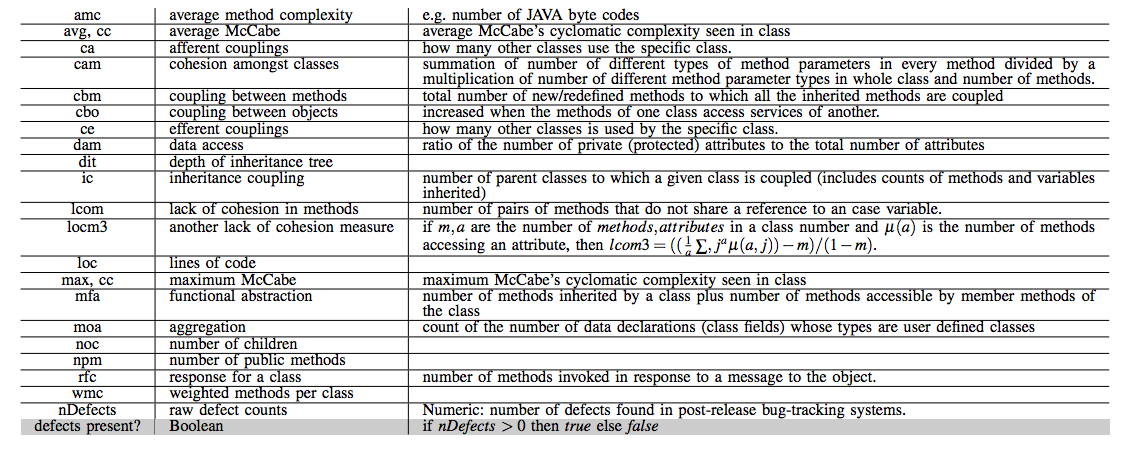 amc average method complexity e.g. number of JAVA byte codes
avg, cc average McCabe average McCabe's cyclomatic complexity seen in class
ca afferent couplings how many other classes use the specific class.
cam cohesion amongst classes summation of number of different types of method parameters in every method divided by a
multiplication of number of different method parameter types in whole class and number of methods.
cbm coupling between methods total number of new/redefined methods to which all the inherited methods are coupled
cbo coupling between objects increased when the methods of one class access services of another.
ce efferent couplings how many other classes is used by the specific class.
dam data access ratio of the number of private (protected) attributes to the total number of attributes
dit depth of inheritance tree
ic inheritance coupling number of parent classes to which a given class is coupled (includes counts of methods and variables
inherited)
lcom lack of cohesion in methods number of pairs of methods that do not share a reference to an case variable.
locm3 another lack of cohesion measure if m,a are the number of methods,attributes in a class number and μ(a) is the number of methods
accessing an attribute, then lcom3 = ((1/a ∑, j^a μ(a, j)) − m)/(1 − m).
loc lines of code
max, cc maximum McCabe maximum McCabe's cyclomatic complexity seen in class
mfa functional abstraction number of methods inherited by a class plus number of methods accessible by member methods of
the class
moa aggregation count of the number of data declarations (class fields) whose types are user defined classes
noc number of children
npm number of public methods
rfc response for a class number of methods invoked in response to a message to the object.
wmc weighted methods per class
nDefects raw defect counts Numeric: number of defects found in post-release bug-tracking systems.
defects present? Boolean if nDefects > 0 then true else false